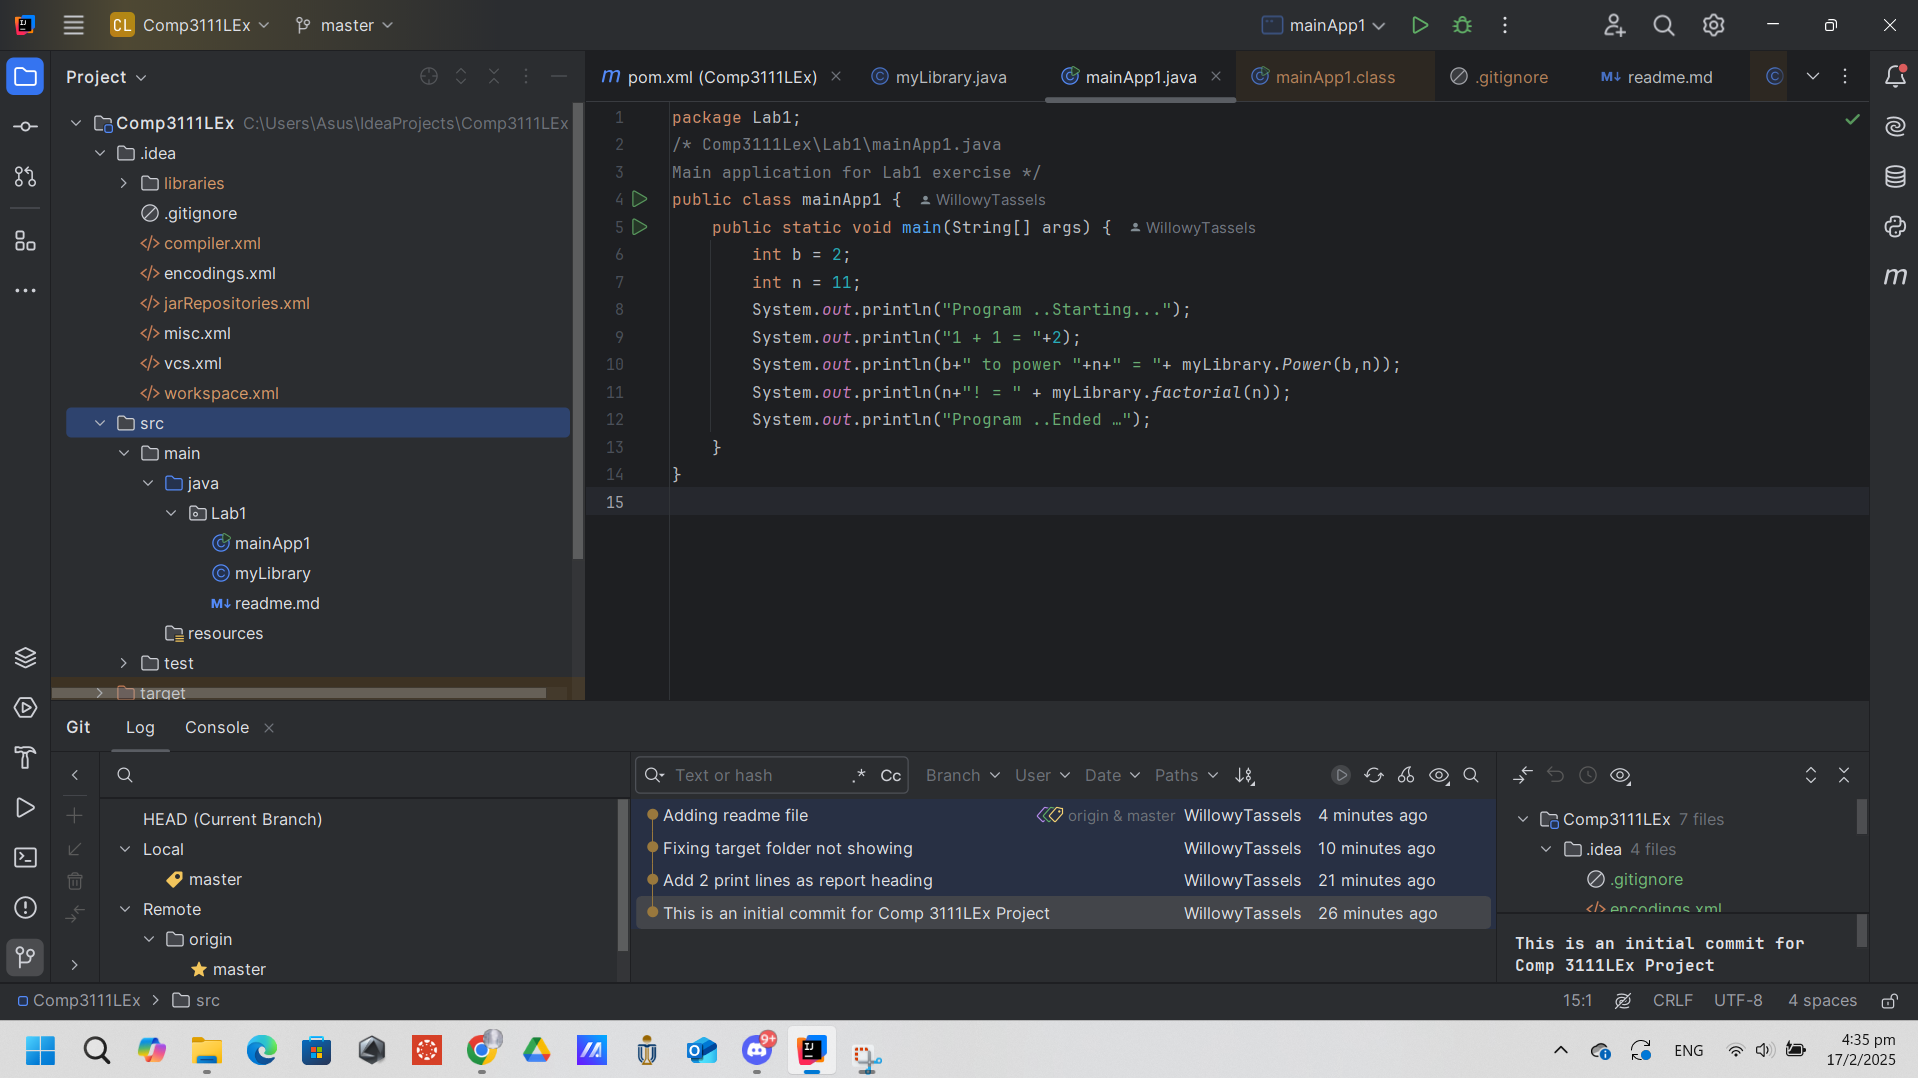 CL Comp3111LEx master
mainApp1
Project
pom.xml (Comp3111LEx) myLibrary.java mainApp1.java mainApp1.class .gitignore M↓ readme.md
Comp3111LEx C:\Users\Asus\IdeaProjects\Comp3111LEx
.idea
libraries
.gitignore
compiler.xml
encodings.xml
jarRepositories.xml
misc.xml
vcs.xml
workspace.xml
src
main
java
Lab1
mainApp1
myLibrary
M↓ readme.md
resources
test
target
1 package Lab1;
2 /* Comp3111Lex\Lab1\mainApp1.java
3 Main application for Lab1 exercise */
4 public class mainApp1 { WillowyTassels
5 public static void main(String[] args) { WillowyTassels
6 int b = 2;
7 int n = 11;
8 System.out.println("Program ..Starting...");
9 System.out.println("1 + 1 = "+2);
10 System.out.println(b+" to power "+n+" = "+ myLibrary.Power(b,n));
11 System.out.println(n+"! = " + myLibrary.factorial(n));
12 System.out.println("Program ..Ended …");
13 }
14 }
15
Git Log Console
Text or hash .* Cc Branch User Date Paths
HEAD (Current Branch)
Local
master
Remote
origin
master
Adding readme file origin & master WillowyTassels 4 minutes ago
Fixing target folder not showing WillowyTassels 10 minutes ago
Add 2 print lines as report heading WillowyTassels 21 minutes ago
This is an initial commit for Comp 3111LEx Project WillowyTassels 26 minutes ago
Comp3111LEx 7 files
.idea 4 files
.gitignore
encodings.xml
This is an initial commit for
Comp 3111LEx Project
Comp3111LEx > src
15:1 CRLF UTF-8 4 spaces
9+
ENG
4:35 pm
17/2/2025